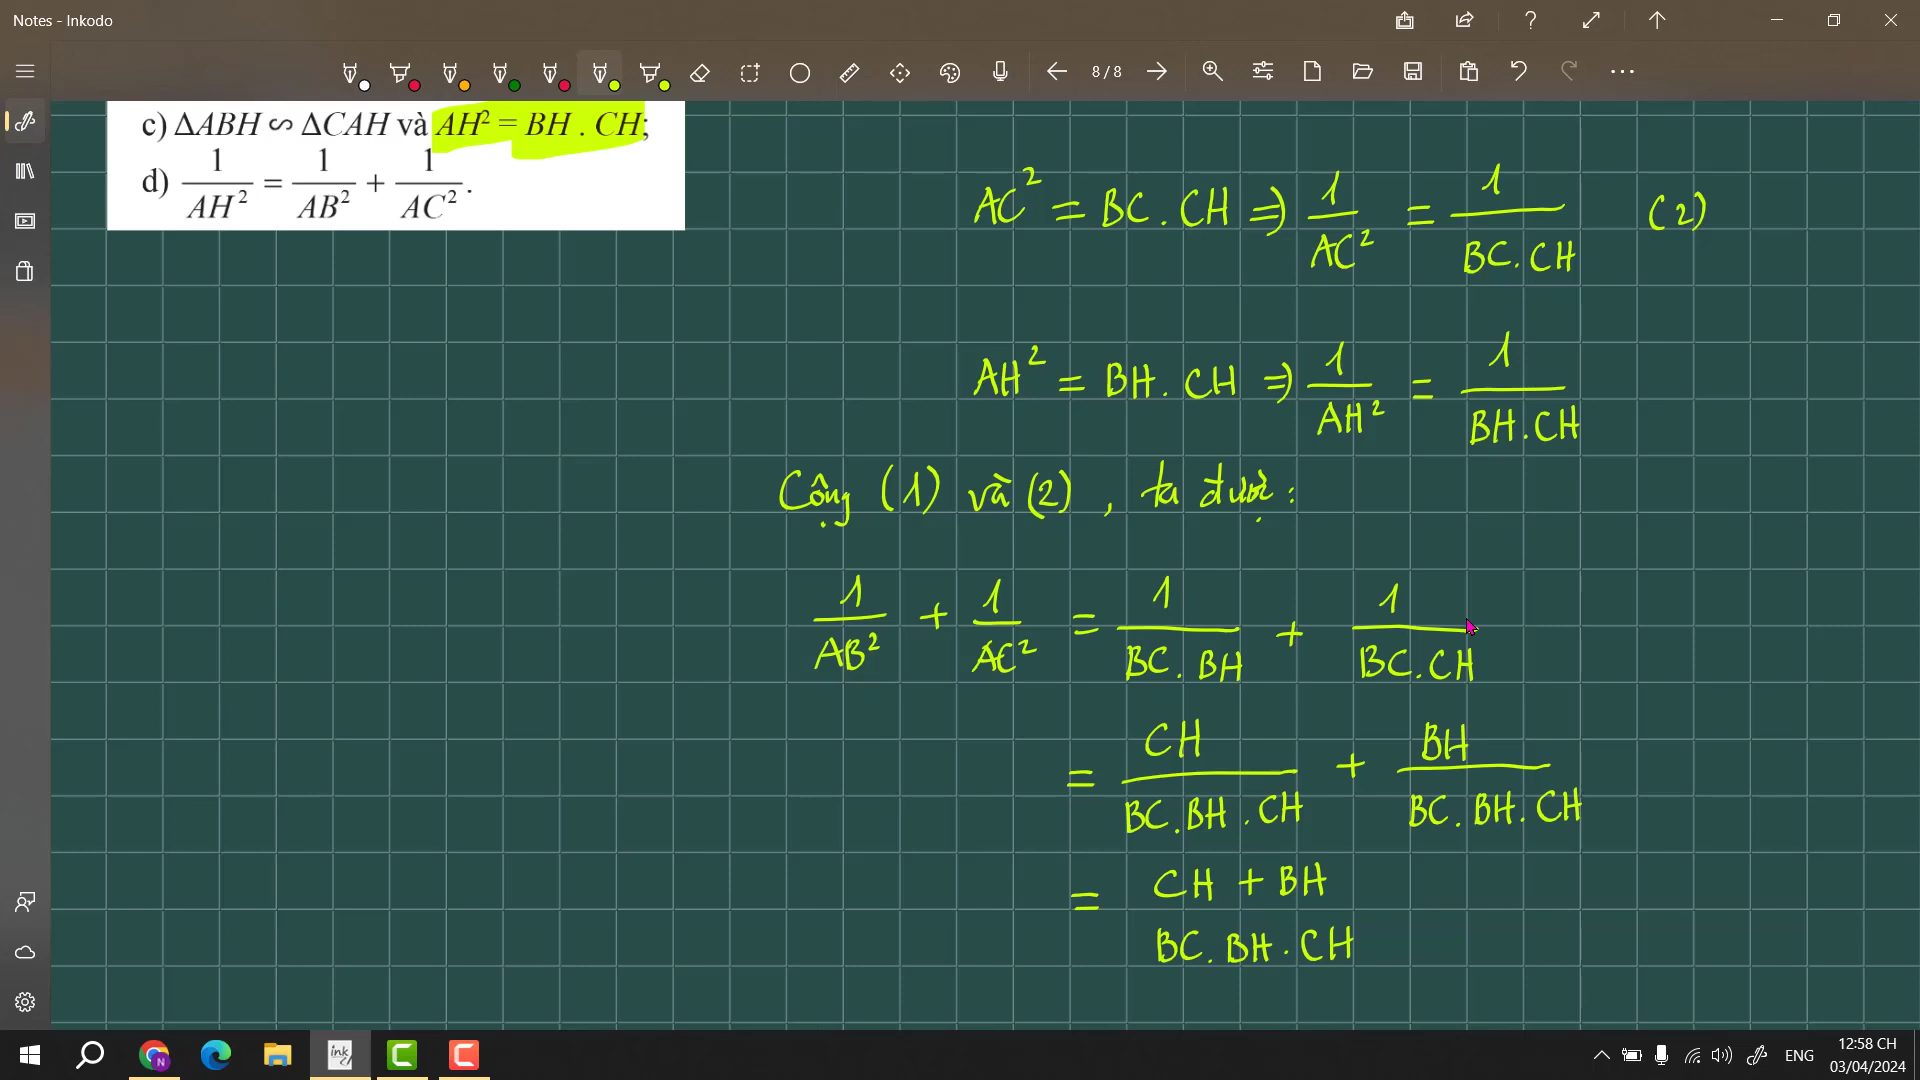 Notes - Inkodo
8 / 8
c) ΔABH ∽ ΔCAH và AH² = BH . CH;
d) 1/AH² = 1/AB² + 1/AC².
AC² = BC.CH ⇒ 1/AC² = 1/BC.CH (2)
AH² = BH.CH ⇒ 1/AH² = 1/BH.CH
Cộng (1) và (2), ta được:
1/AB² + 1/AC² = 1/BC.BH + 1/BC.CH
= CH/BC.BH.CH + BH/BC.BH.CH
= CH + BH
BC.BH.CH
ink
ENG
12:58 CH
03/04/2024